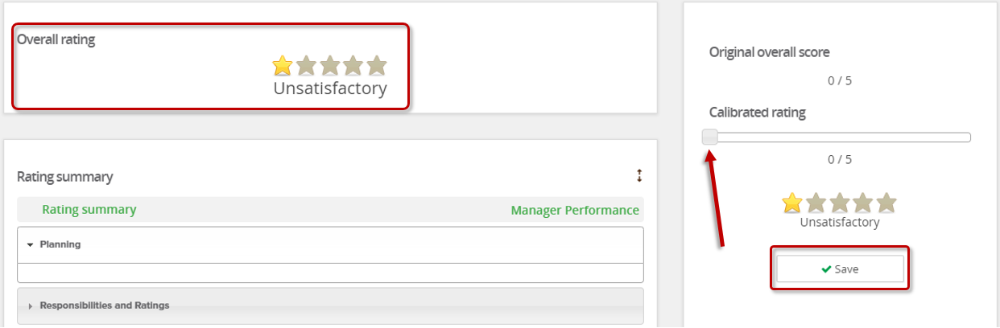 Overall rating
Unsatisfactory
Rating summary
Rating summary Manager Performance
Planning
Responsibilities and Ratings
Original overall score
0 / 5
Calibrated rating
0 / 5
Unsatisfactory
Save